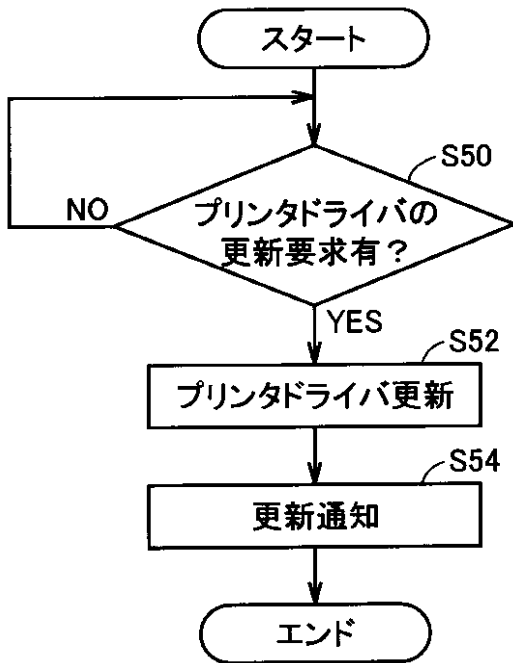 スタート
S50
プリンタドライバの
更新要求有？
NO
YES
S52
プリンタドライバ更新
S54
更新通知
エンド